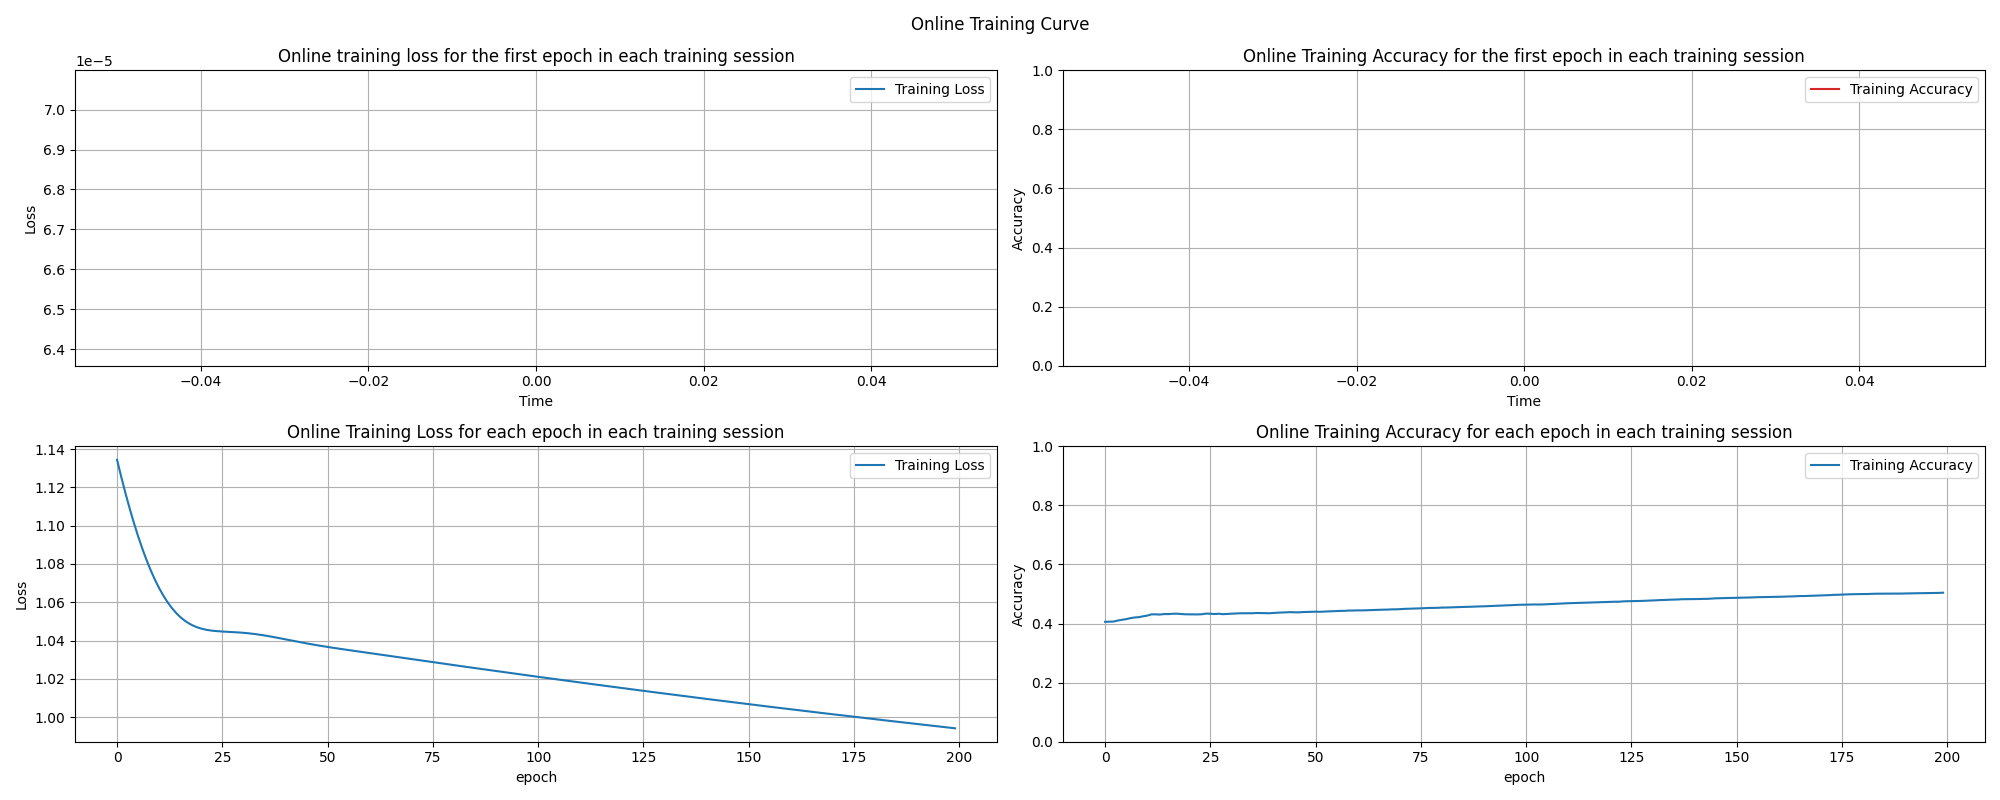 Online Training Curve
Online training loss for the first epoch in each training session
1e−5
Training Loss
7.0
6.9
6.8
6.7
6.6
6.5
6.4
Loss
−0.04 −0.02 0.00 0.02 0.04
Time
Online Training Accuracy for the first epoch in each training session
Training Accuracy
1.0
0.8
0.6
0.4
0.2
0.0
Accuracy
−0.04 −0.02 0.00 0.02 0.04
Time
Online Training Loss for each epoch in each training session
Training Loss
1.14
1.12
1.10
1.08
1.06
1.04
1.02
1.00
Loss
0 25 50 75 100 125 150 175 200
epoch
Online Training Accuracy for each epoch in each training session
Training Accuracy
1.0
0.8
0.6
0.4
0.2
0.0
Accuracy
0 25 50 75 100 125 150 175 200
epoch